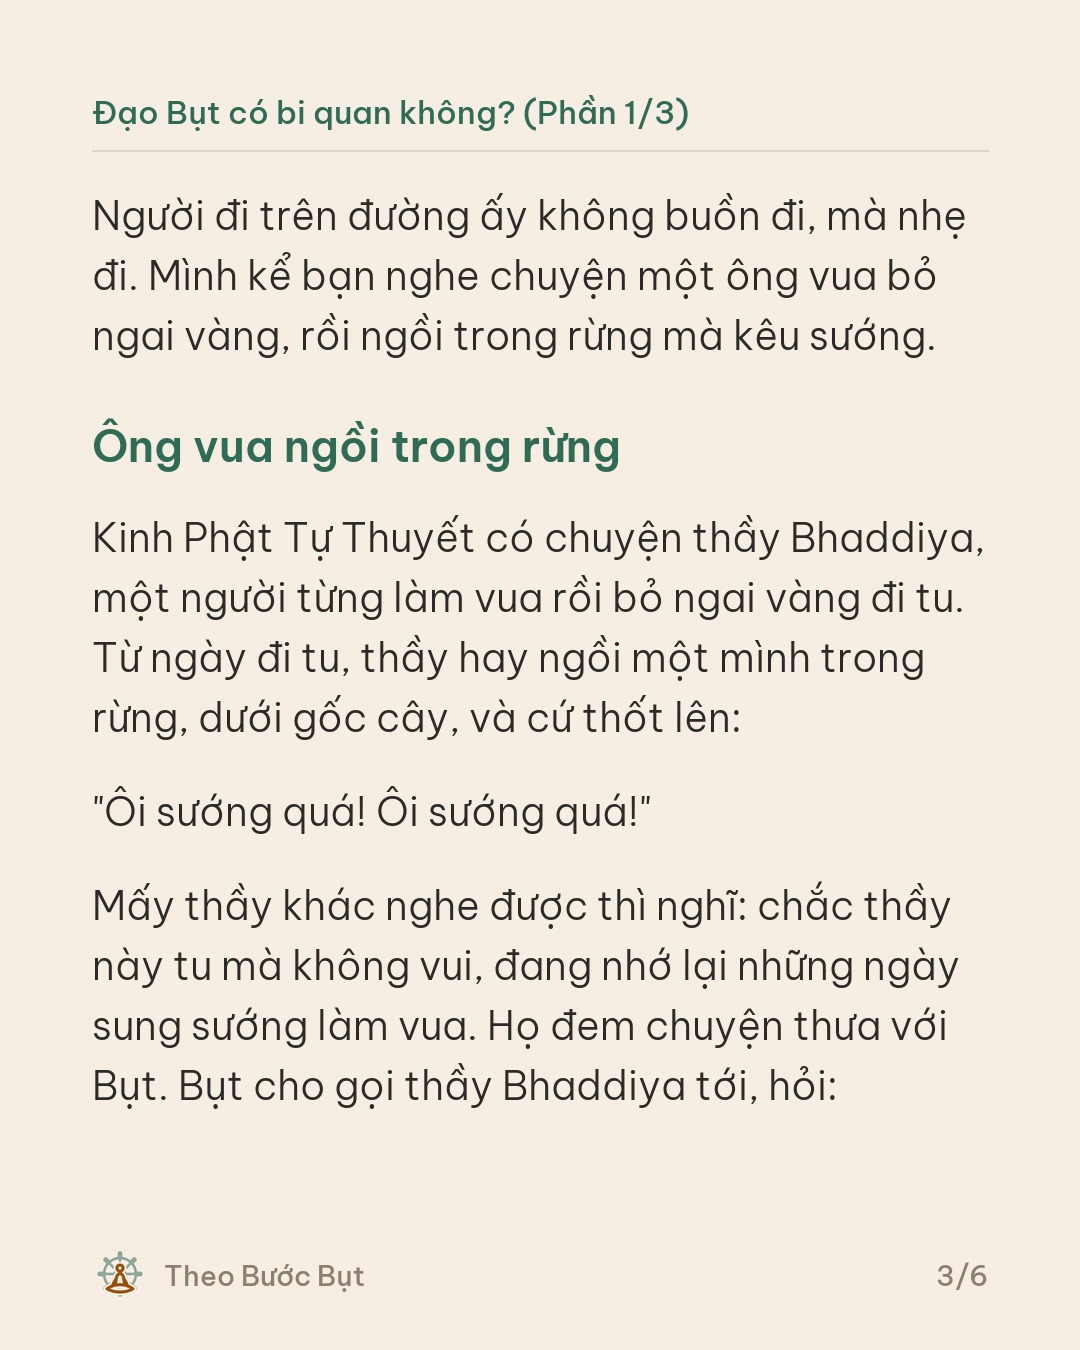 Đạo Bụt có bi quan không? (Phần 1/3)
Người đi trên đường ấy không buồn đi, mà nhẹ
đi. Mình kể bạn nghe chuyện một ông vua bỏ
ngai vàng, rồi ngồi trong rừng mà kêu sướng.
Ông vua ngồi trong rừng
Kinh Phật Tự Thuyết có chuyện thầy Bhaddiya,
một người từng làm vua rồi bỏ ngai vàng đi tu.
Từ ngày đi tu, thầy hay ngồi một mình trong
rừng, dưới gốc cây, và cứ thốt lên:
"Ôi sướng quá! Ôi sướng quá!"
Mấy thầy khác nghe được thì nghĩ: chắc thầy
này tu mà không vui, đang nhớ lại những ngày
sung sướng làm vua. Họ đem chuyện thưa với
Bụt. Bụt cho gọi thầy Bhaddiya tới, hỏi:
Theo Bước Bụt
3/6